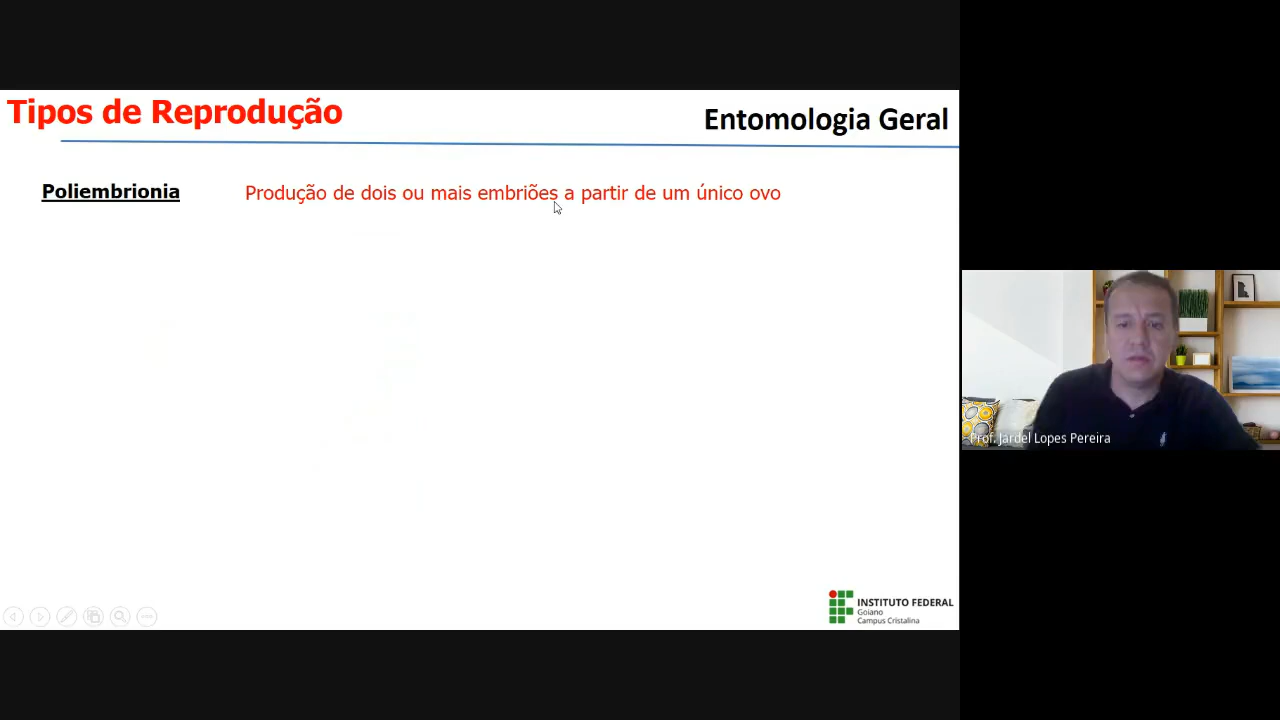 Tipos de Reprodução
Entomologia Geral
Poliembrionia
Produção de dois ou mais embriões a partir de um único ovo
Prof. Jardel Lopes Pereira
INSTITUTO FEDERAL
Goiano
Campus Cristalina